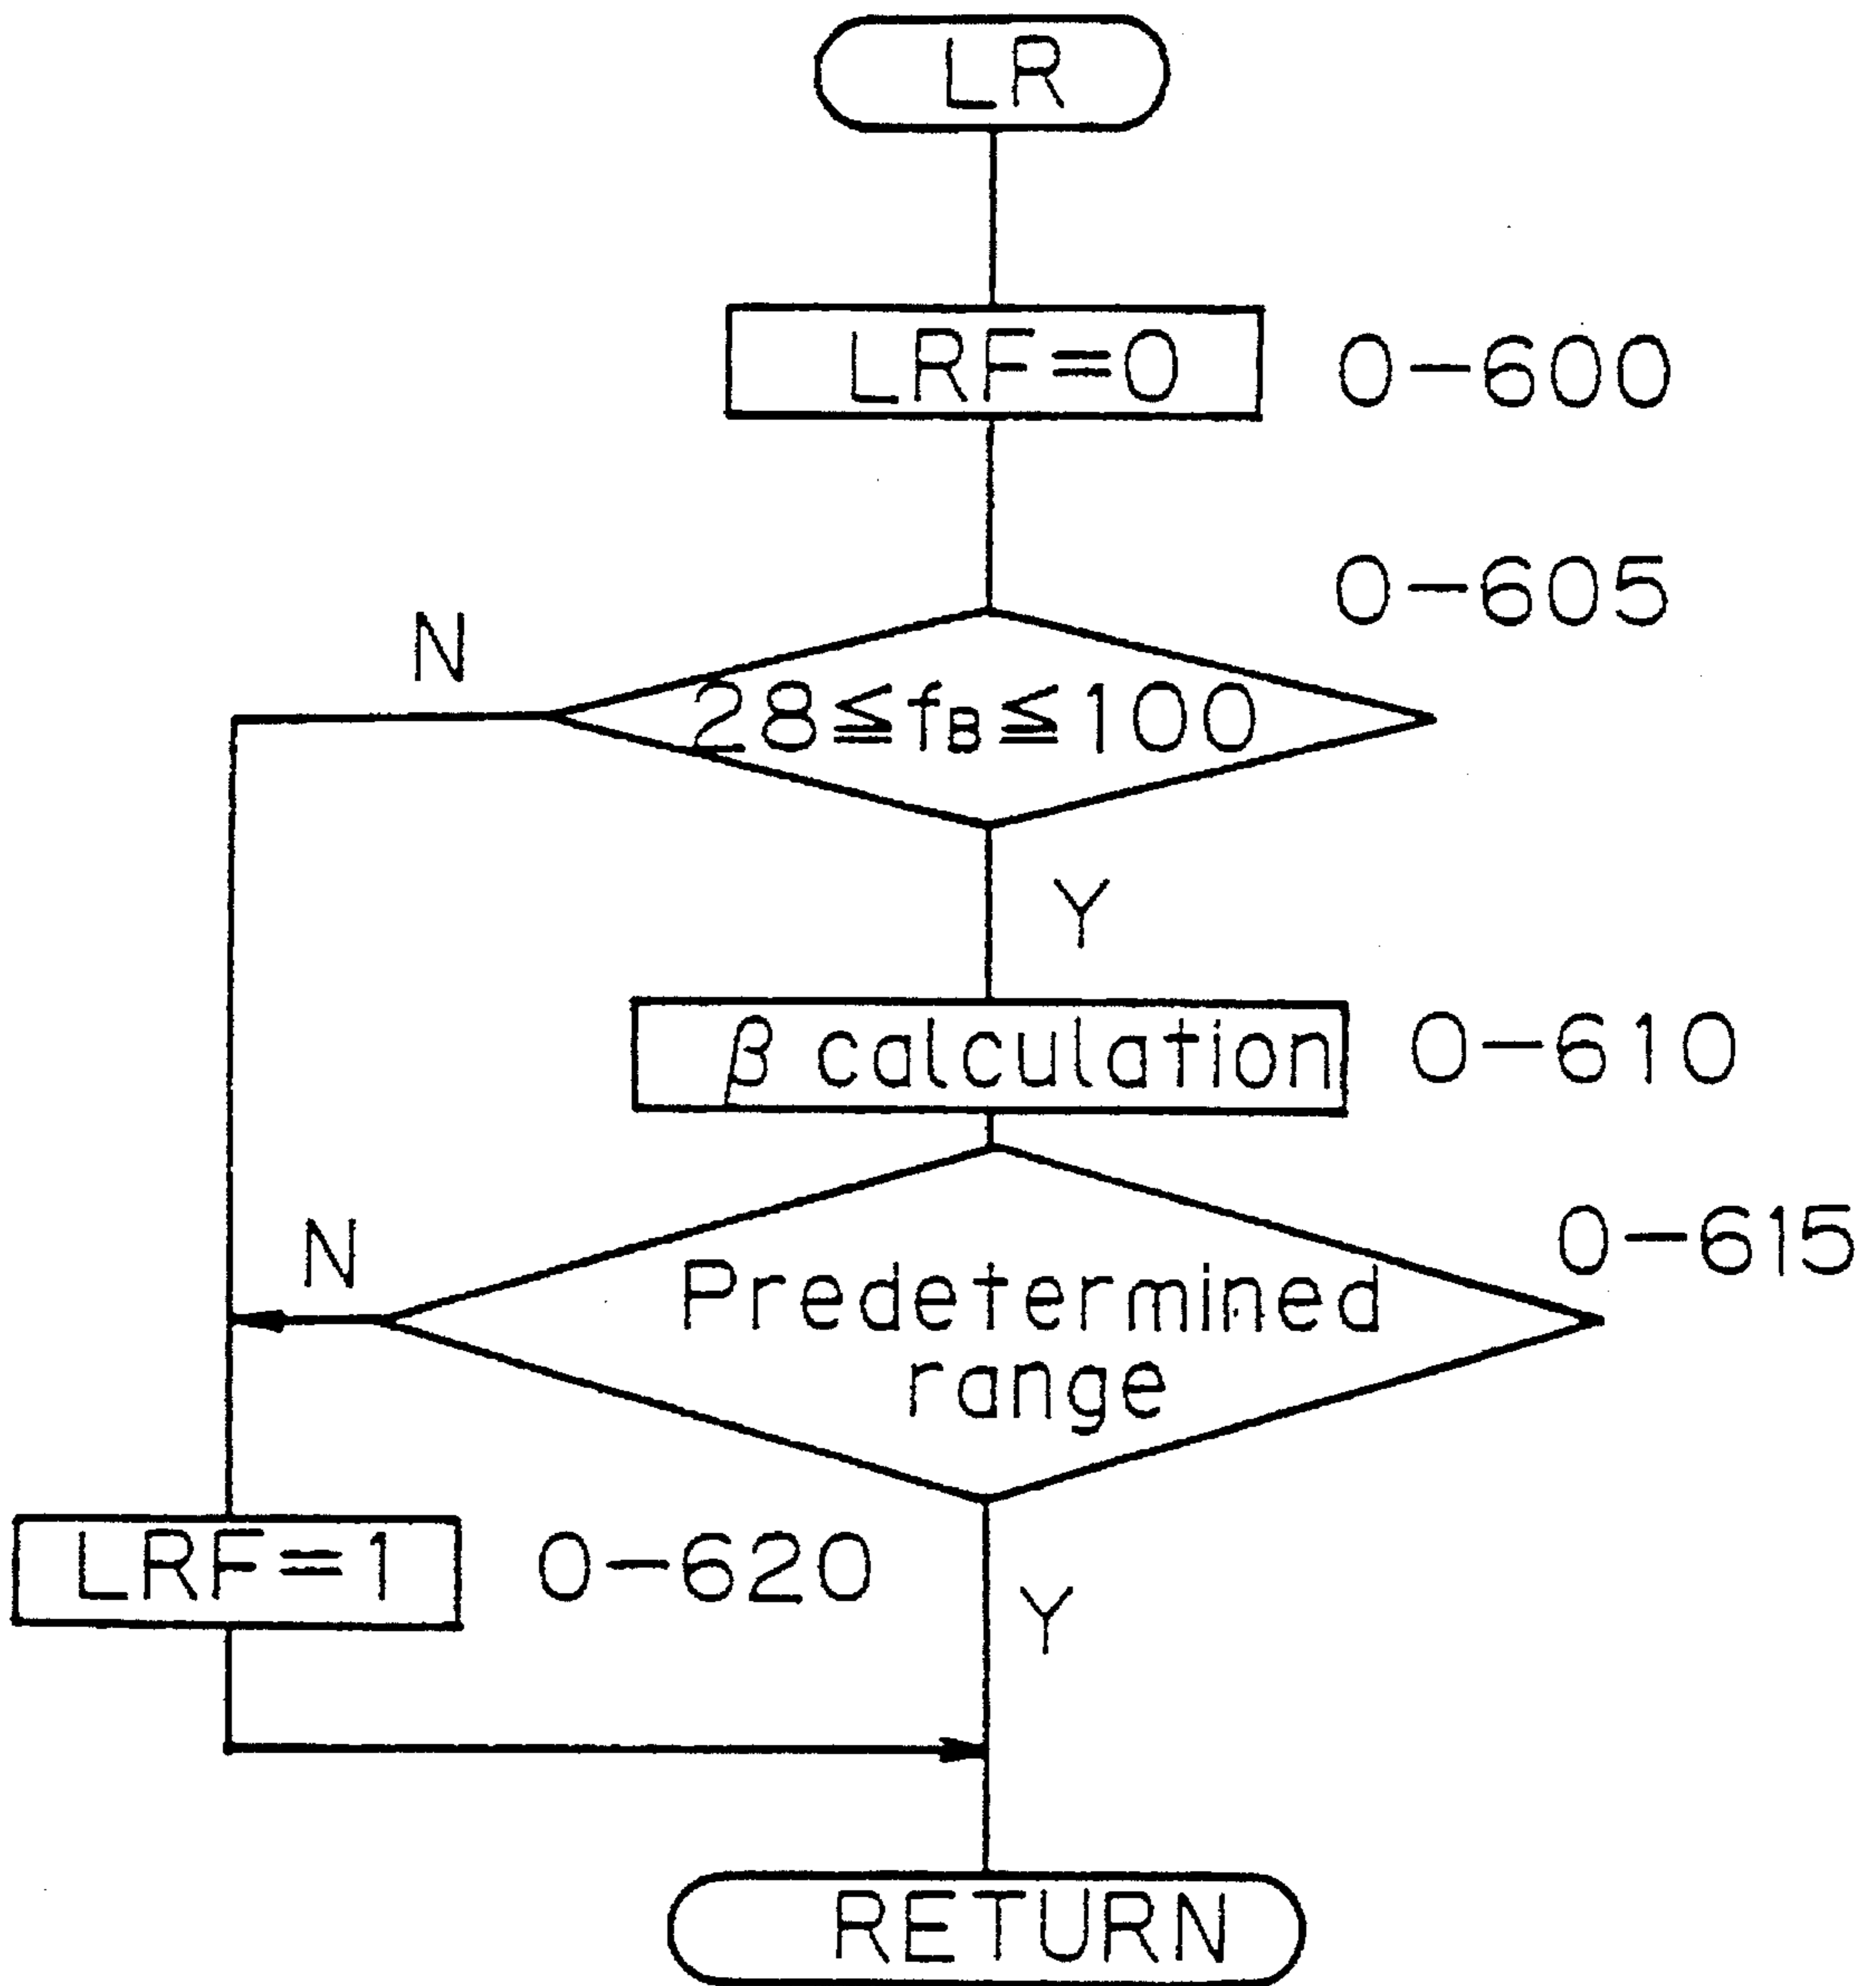 LR
LRF=0
0-600
0-605
N
28≦fB≦100
Y
β calculation
0-610
0-615
N
Predetermined
range
LRF=1
0-620
Y
RETURN